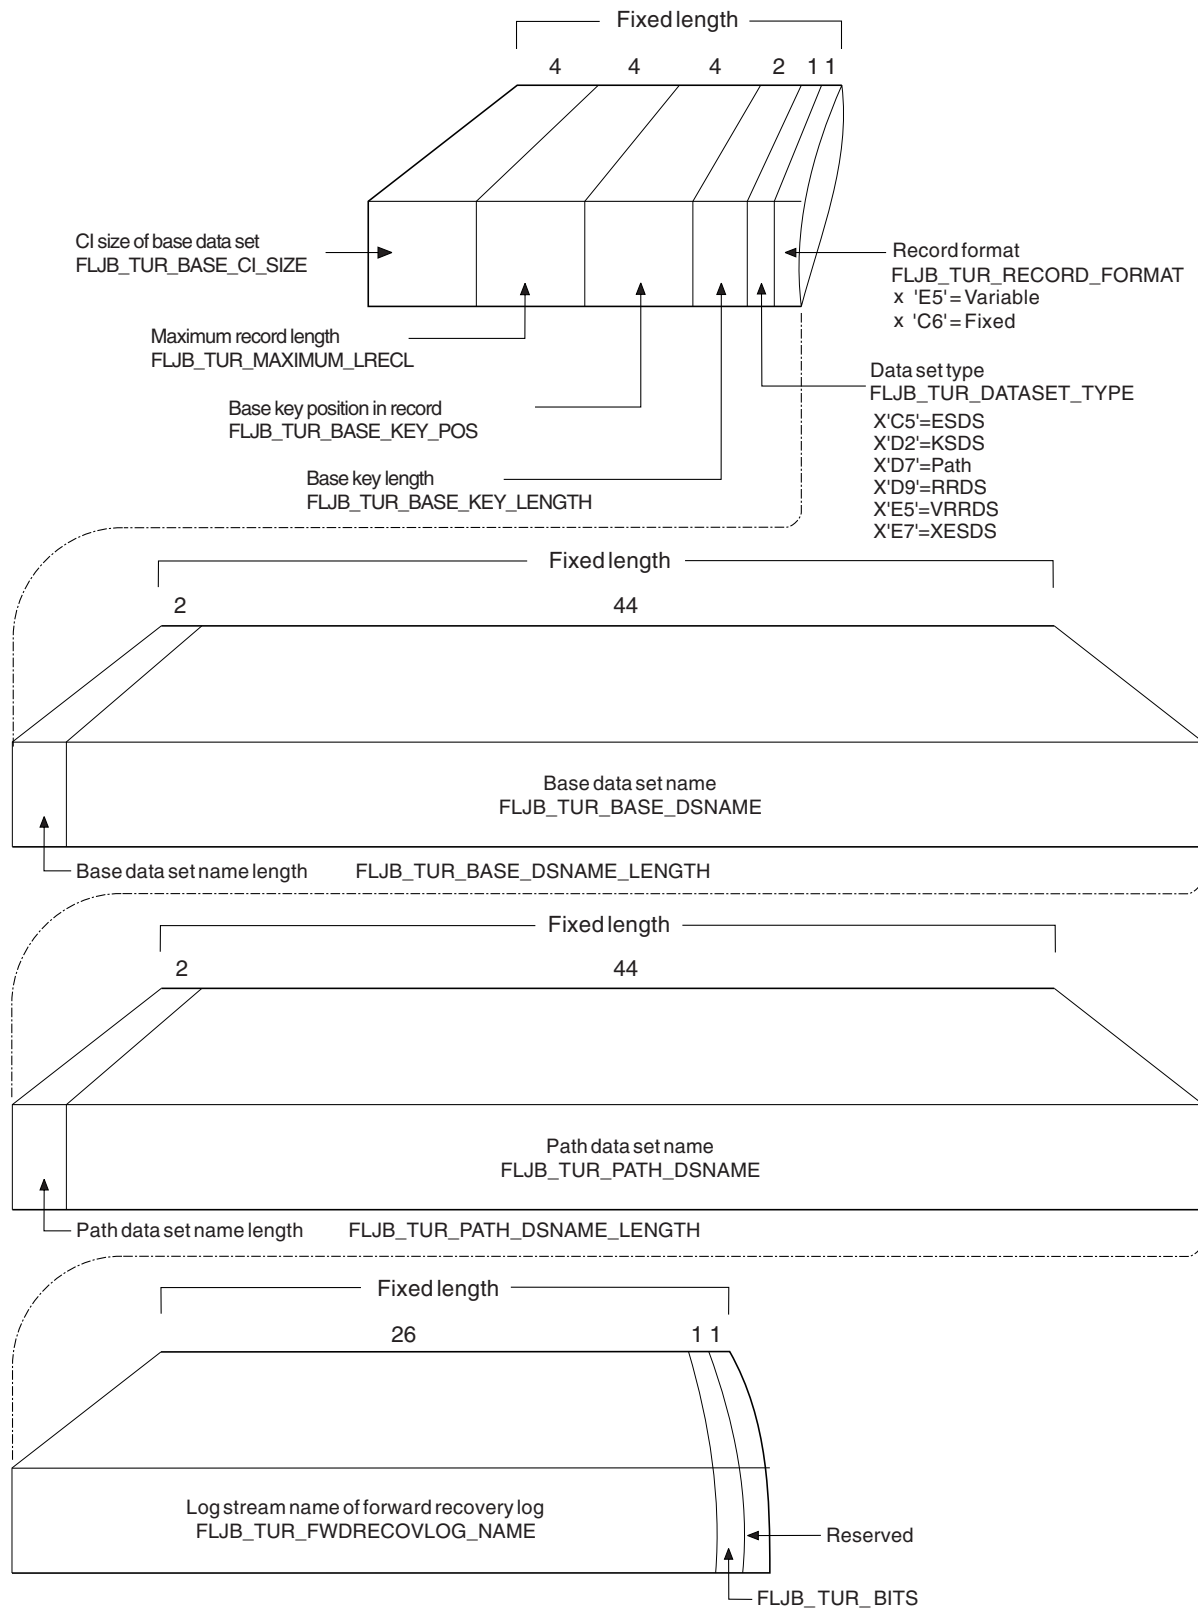 Fixed length
4 4 4 2 1 1
CI size of base data set
FLJB_TUR_BASE_CI_SIZE
Record format
FLJB_TUR_RECORD_FORMAT
x 'E5'=Variable
x 'C6'=Fixed
Maximum record length
FLJB_TUR_MAXIMUM_LRECL
Data set type
FLJB_TUR_DATASET_TYPE
X'C5'=ESDS
X'D2'=KSDS
X'D7'=Path
X'D9'=RRDS
X'E5'=VRRDS
X'E7'=XESDS
Base key position in record
FLJB_TUR_BASE_KEY_POS
Base key length
FLJB_TUR_BASE_KEY_LENGTH
Fixed length
2 44
Base data set name
FLJB_TUR_BASE_DSNAME
Base data set name length FLJB_TUR_BASE_DSNAME_LENGTH
Fixed length
2 44
Path data set name
FLJB_TUR_PATH_DSNAME
Path data set name length FLJB_TUR_PATH_DSNAME_LENGTH
Fixed length
26 1 1
Log stream name of forward recovery log
FLJB_TUR_FWDRECOVLOG_NAME
Reserved
FLJB_TUR_BITS